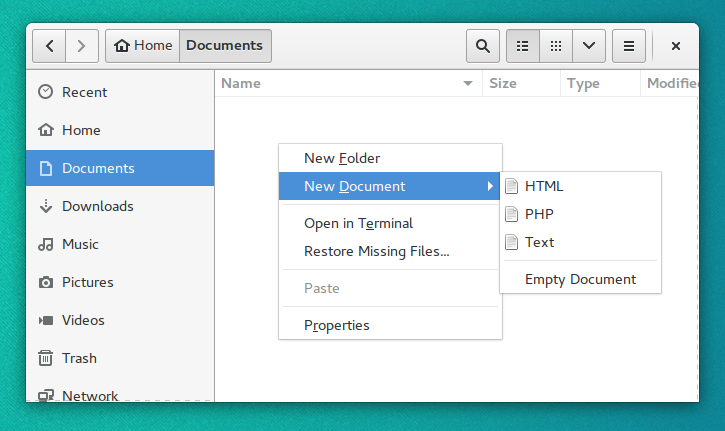 Home Documents
Name Size Type Modified
Recent
Home
Documents
Downloads
Music
Pictures
Videos
Trash
Network
New Folder
New Document
Open in Terminal
Restore Missing Files...
Paste
Properties
HTML
PHP
Text
Empty Document